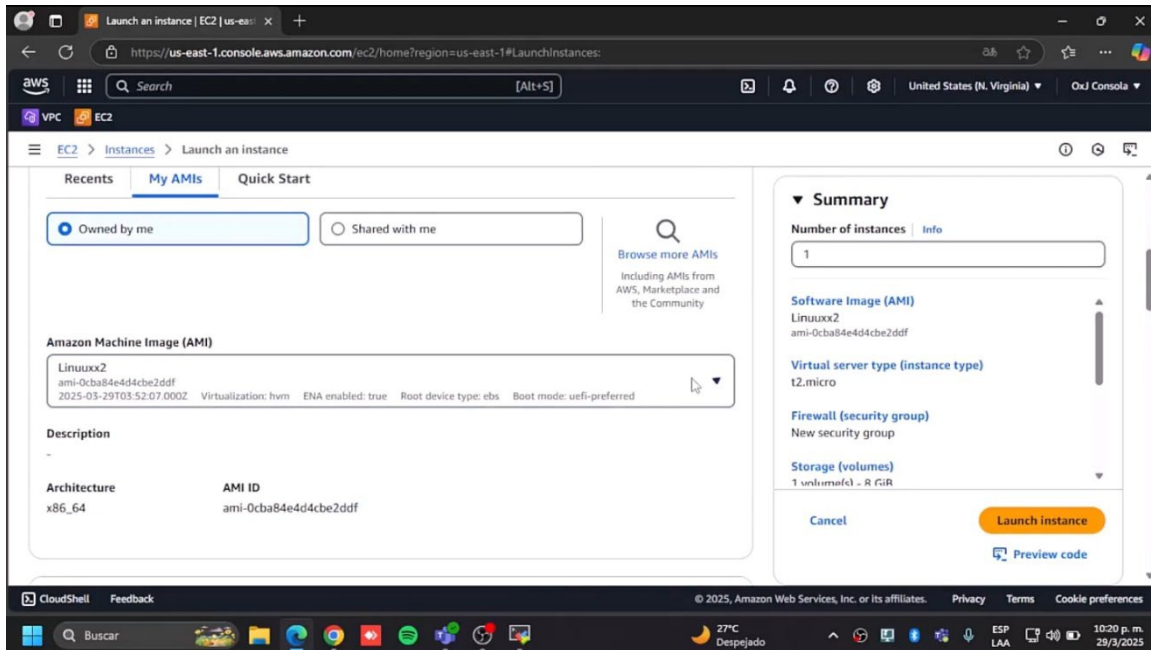 Launch an instance | EC2 | us-eas
https://us-east-1.console.aws.amazon.com/ec2/home?region=us-east-1#LaunchInstances:
aws
Search [Alt+S]
United States (N. Virginia) ▼ OxJ Consola ▼
VPC EC2
EC2 > Instances > Launch an instance
Recents My AMIs Quick Start
Owned by me
Shared with me
Browse more AMIs
Including AMIs from
AWS, Marketplace and
the Community
Amazon Machine Image (AMI)
Linuuxx2
ami-0cba84e4d4cbe2ddf
2025-03-29T03:52:07.000Z Virtualization: hvm ENA enabled: true Root device type: ebs Boot mode: uefi-preferred
Description
-
Architecture AMI ID
x86_64 ami-0cba84e4d4cbe2ddf
▼ Summary
Number of instances Info
1
Software Image (AMI)
Linuuxx2
ami-0cba84e4d4cbe2ddf
Virtual server type (instance type)
t2.micro
Firewall (security group)
New security group
Storage (volumes)
1 volume(s) - 8 GiB
Cancel Launch instance
Preview code
CloudShell Feedback
© 2025, Amazon Web Services, Inc. or its affiliates. Privacy Terms Cookie preferences
Buscar
27°C
Despejado
ESP
LAA
10:20 p. m.
29/3/2025